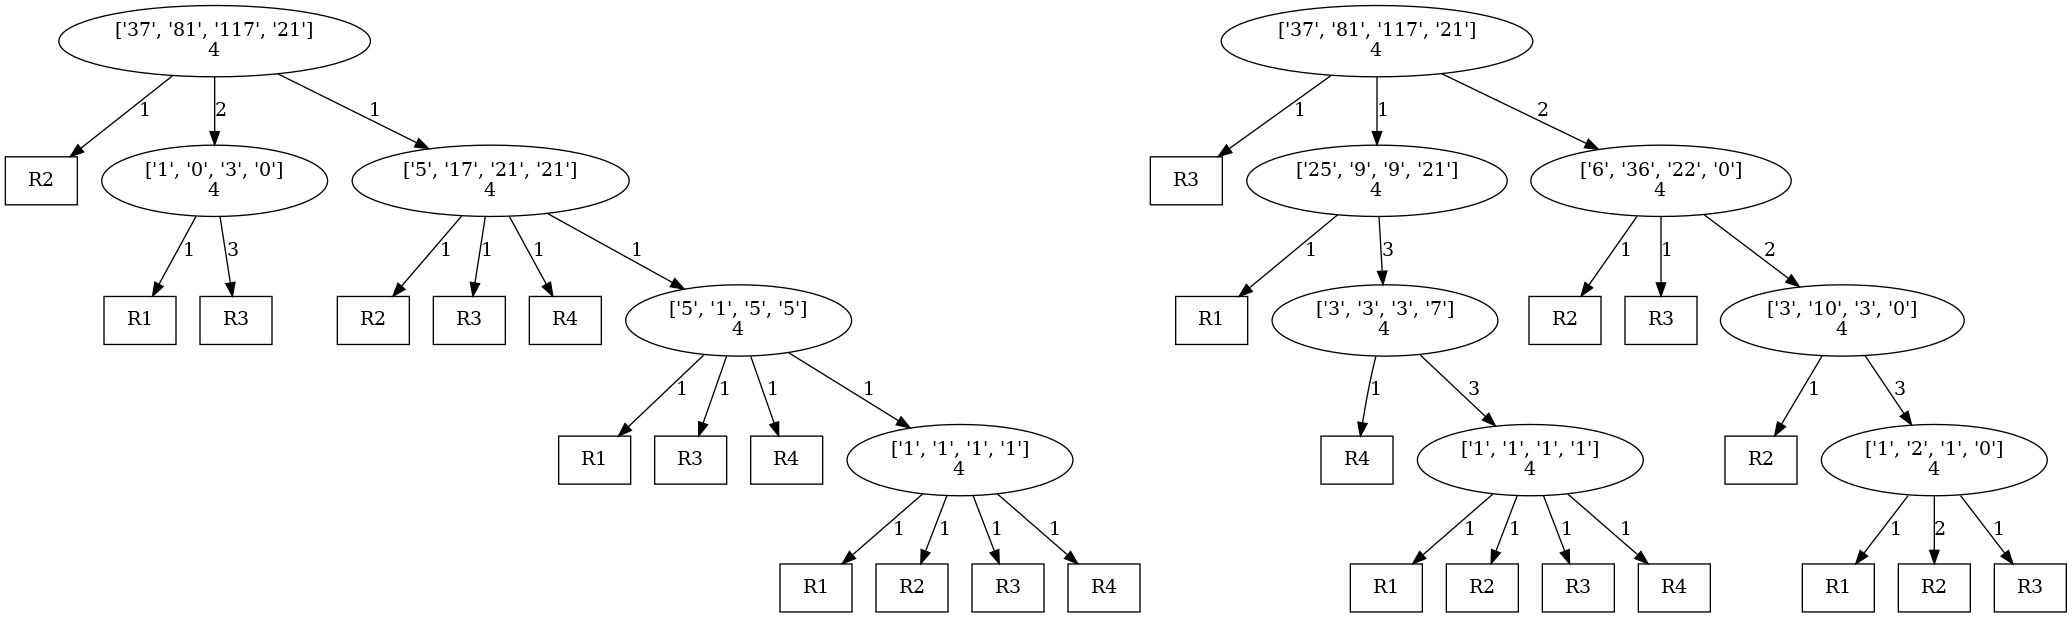 ['37', '81', '117', '21']
4
1
2
1
R2
['1', '0', '3', '0']
4
['5', '17', '21', '21']
4
1
3
1
1
1
1
R1
R3
R2
R3
R4
['5', '1', '5', '5']
4
1
1
1
1
R1
R3
R4
['1', '1', '1', '1']
4
1
1
1
1
R1
R2
R3
R4
['37', '81', '117', '21']
4
1
1
2
R3
['25', '9', '9', '21']
4
['6', '36', '22', '0']
4
1
3
1
1
2
R1
['3', '3', '3', '7']
4
R2
R3
['3', '10', '3', '0']
4
1
3
1
3
R4
['1', '1', '1', '1']
4
R2
['1', '2', '1', '0']
4
1
1
1
1
1
2
1
R1
R2
R3
R4
R1
R2
R3